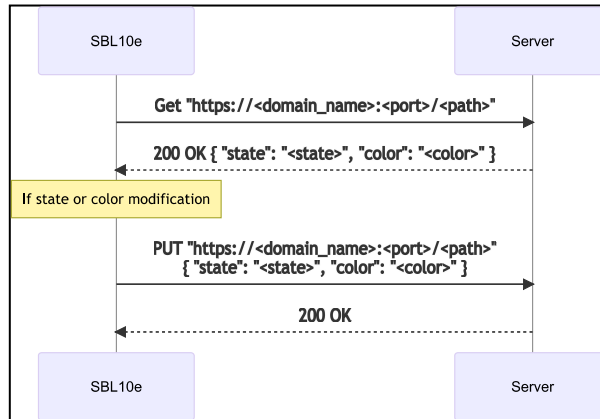 SBL10e
Server
Get "https://<domain_name>:<port>/<path>"
200 OK { "state": "<state>", "color": "<color>" }
If state or color modification
PUT "https://<domain_name>:<port>/<path>"
{ "state": "<state>", "color": "<color>" }
200 OK
SBL10e
Server